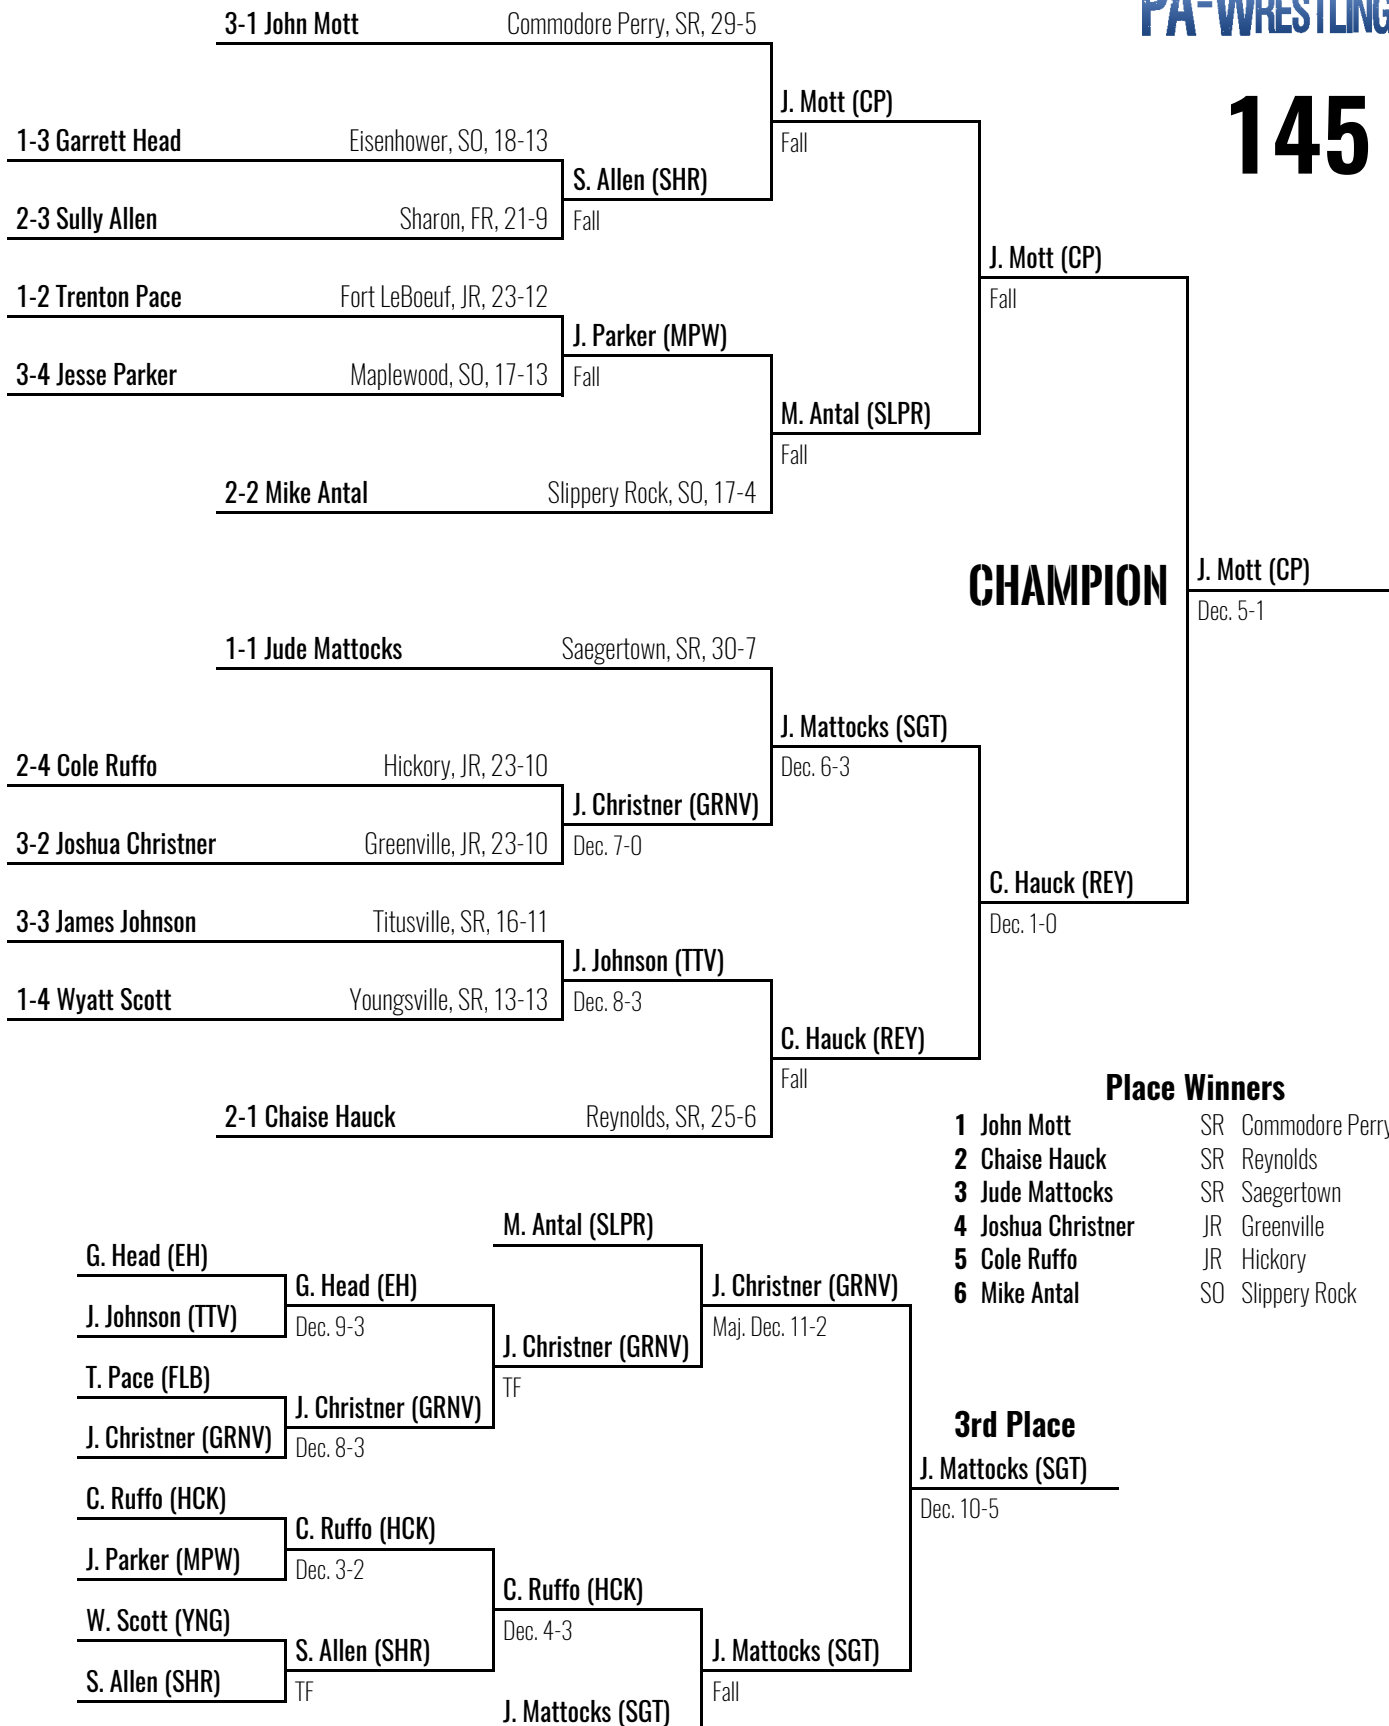 PA-WRESTLING
145
3-1 John Mott Commodore Perry, SR, 29-5
J. Mott (CP)
Fall
1-3 Garrett Head Eisenhower, SO, 18-13
S. Allen (SHR)
Fall
2-3 Sully Allen Sharon, FR, 21-9
J. Mott (CP)
Fall
1-2 Trenton Pace Fort LeBoeuf, JR, 23-12
J. Parker (MPW)
Fall
3-4 Jesse Parker Maplewood, SO, 17-13
M. Antal (SLPR)
Fall
2-2 Mike Antal Slippery Rock, SO, 17-4
CHAMPION
J. Mott (CP)
Dec. 5-1
1-1 Jude Mattocks Saegertown, SR, 30-7
J. Mattocks (SGT)
Dec. 6-3
2-4 Cole Ruffo Hickory, JR, 23-10
J. Christner (GRNV)
Dec. 7-0
3-2 Joshua Christner Greenville, JR, 23-10
C. Hauck (REY)
Dec. 1-0
3-3 James Johnson Titusville, SR, 16-11
J. Johnson (TTV)
Dec. 8-3
1-4 Wyatt Scott Youngsville, SR, 13-13
C. Hauck (REY)
Fall
2-1 Chaise Hauck Reynolds, SR, 25-6
Place Winners
1 John Mott SR Commodore Perry
2 Chaise Hauck SR Reynolds
3 Jude Mattocks SR Saegertown
4 Joshua Christner JR Greenville
5 Cole Ruffo JR Hickory
6 Mike Antal SO Slippery Rock
M. Antal (SLPR)
G. Head (EH)
G. Head (EH)
Dec. 9-3
J. Johnson (TTV)
J. Christner (GRNV)
Maj. Dec. 11-2
J. Christner (GRNV)
TF
T. Pace (FLB)
J. Christner (GRNV)
Dec. 8-3
J. Christner (GRNV)
3rd Place
J. Mattocks (SGT)
Dec. 10-5
C. Ruffo (HCK)
C. Ruffo (HCK)
Dec. 3-2
J. Parker (MPW)
C. Ruffo (HCK)
Dec. 4-3
W. Scott (YNG)
S. Allen (SHR)
TF
S. Allen (SHR)
J. Mattocks (SGT)
Fall
J. Mattocks (SGT)